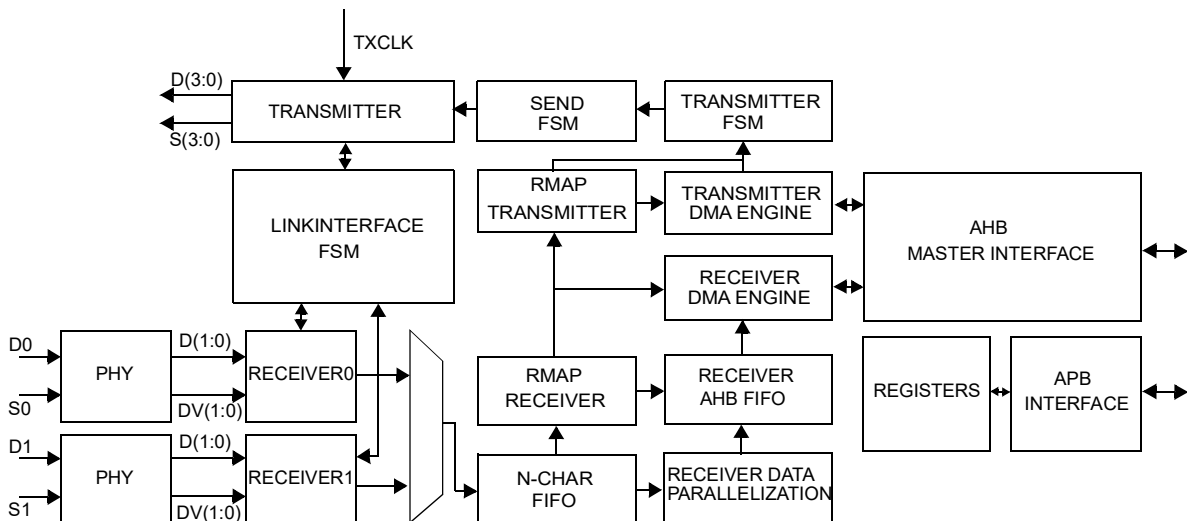 TXCLK
D(3:0)
S(3:0)
TRANSMITTER
SEND
FSM
TRANSMITTER
FSM
LINKINTERFACE
FSM
RMAP
TRANSMITTER
TRANSMITTER
DMA ENGINE
AHB
MASTER INTERFACE
RECEIVER
DMA ENGINE
D0
S0
PHY
D(1:0)
DV(1:0)
RECEIVER0
RMAP
RECEIVER
RECEIVER
AHB FIFO
REGISTERS
APB
INTERFACE
D1
S1
PHY
D(1:0)
DV(1:0)
RECEIVER1
N-CHAR
FIFO
RECEIVER DATA
PARALLELIZATION